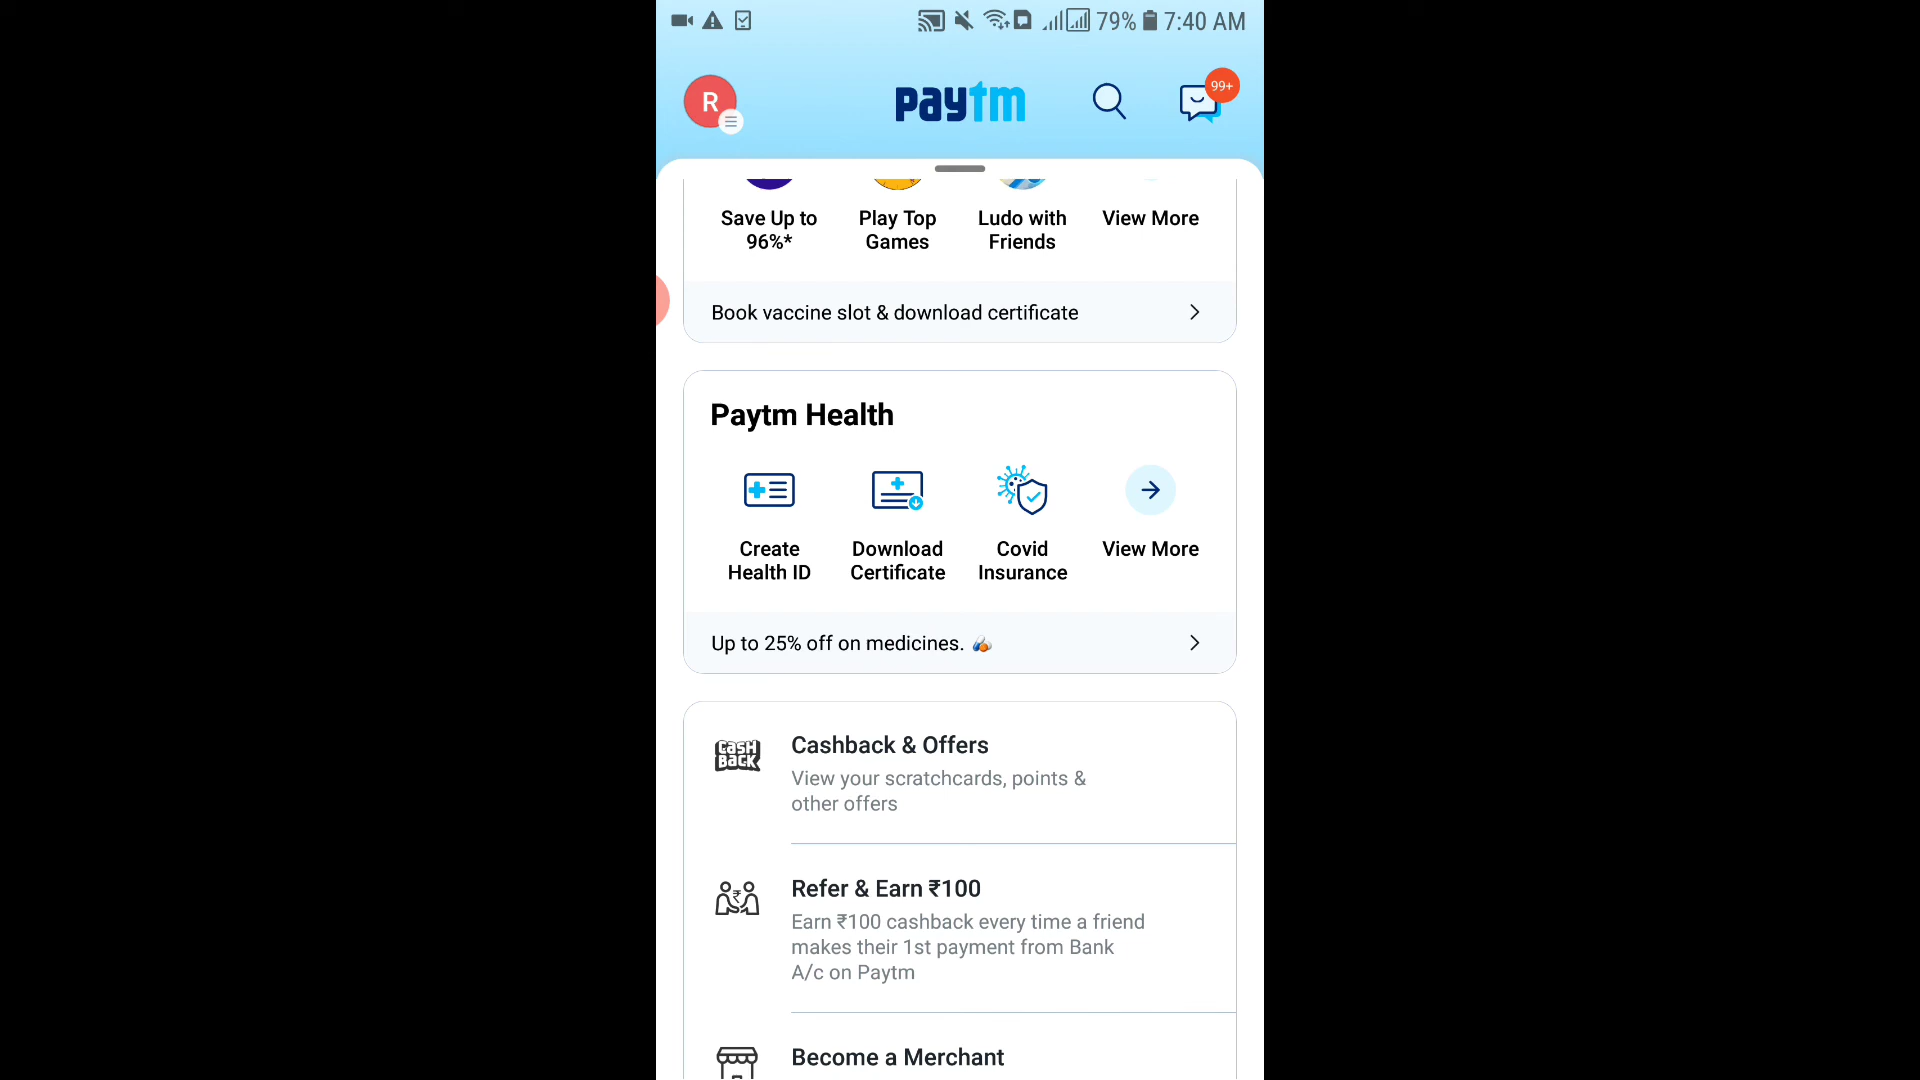 79% 7:40 AM
R
paytm
99+
Save Up to
96%*
Play Top
Games
Ludo with
Friends
View More
Book vaccine slot & download certificate
Paytm Health
Create
Health ID
Download
Certificate
Covid
Insurance
View More
Up to 25% off on medicines.
CASH
BACK
Cashback & Offers
View your scratchcards, points &
other offers
Refer & Earn ₹100
Earn ₹100 cashback every time a friend
makes their 1st payment from Bank
A/c on Paytm
Become a Merchant